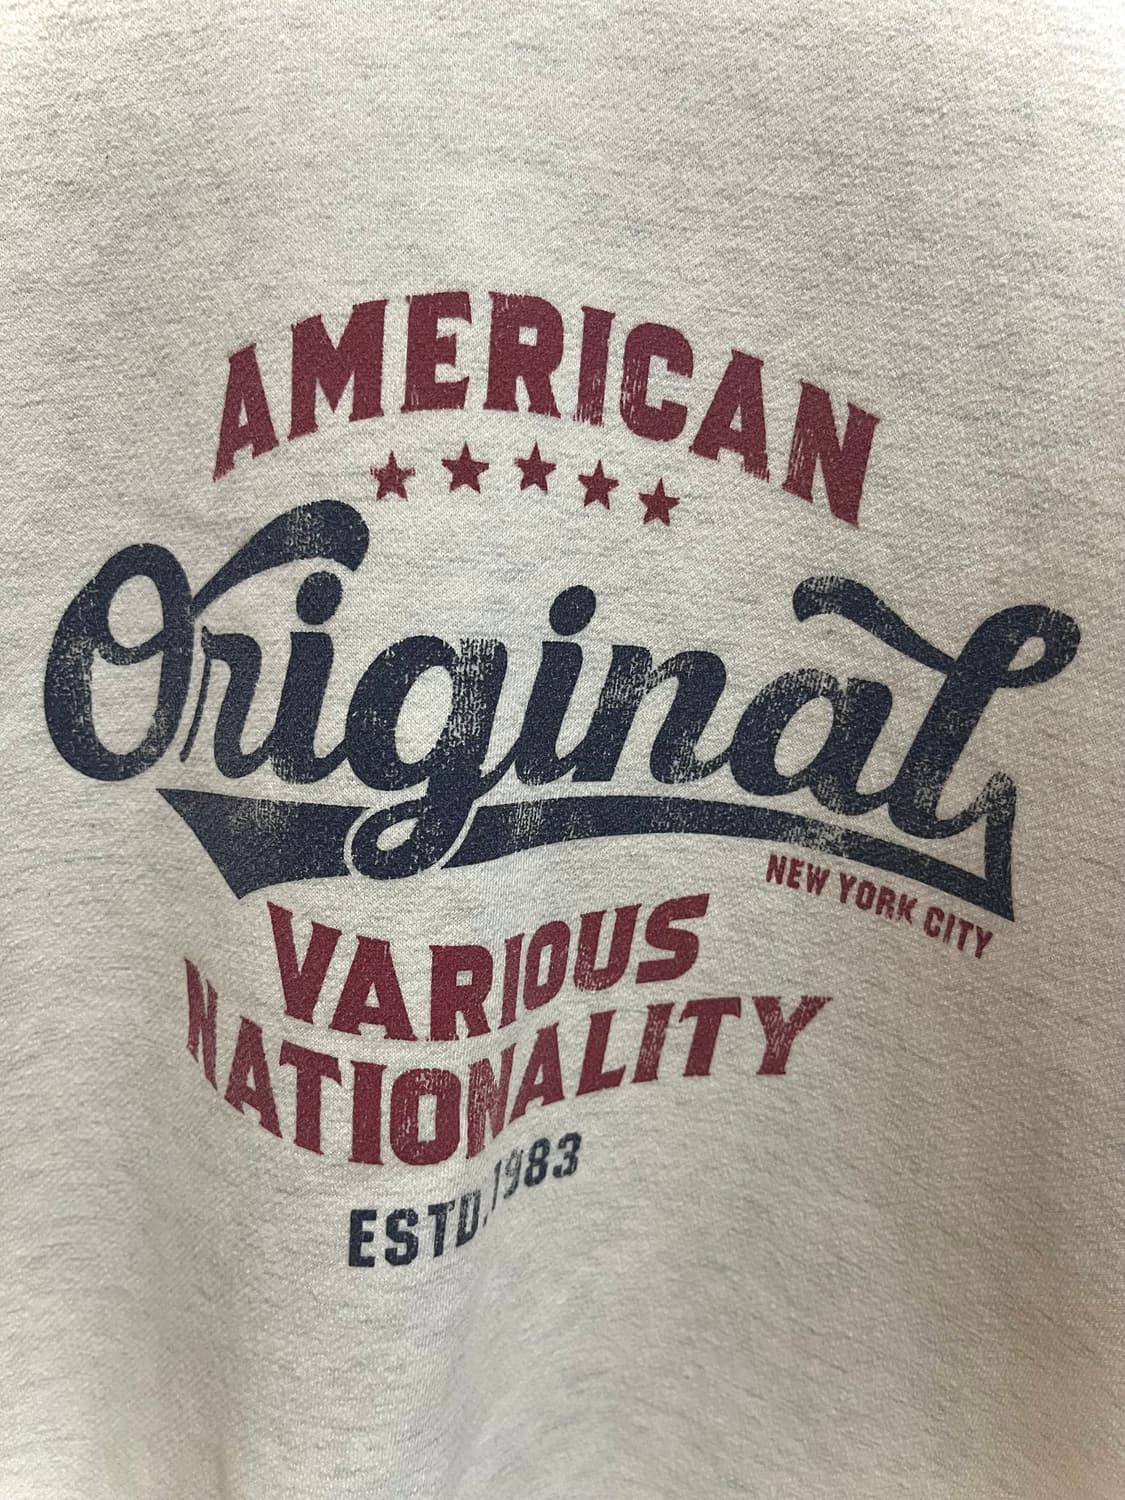 AMERICAN
Original
NEW YORK CITY
VARIOUS
NATIONALITY
ESTD.1983